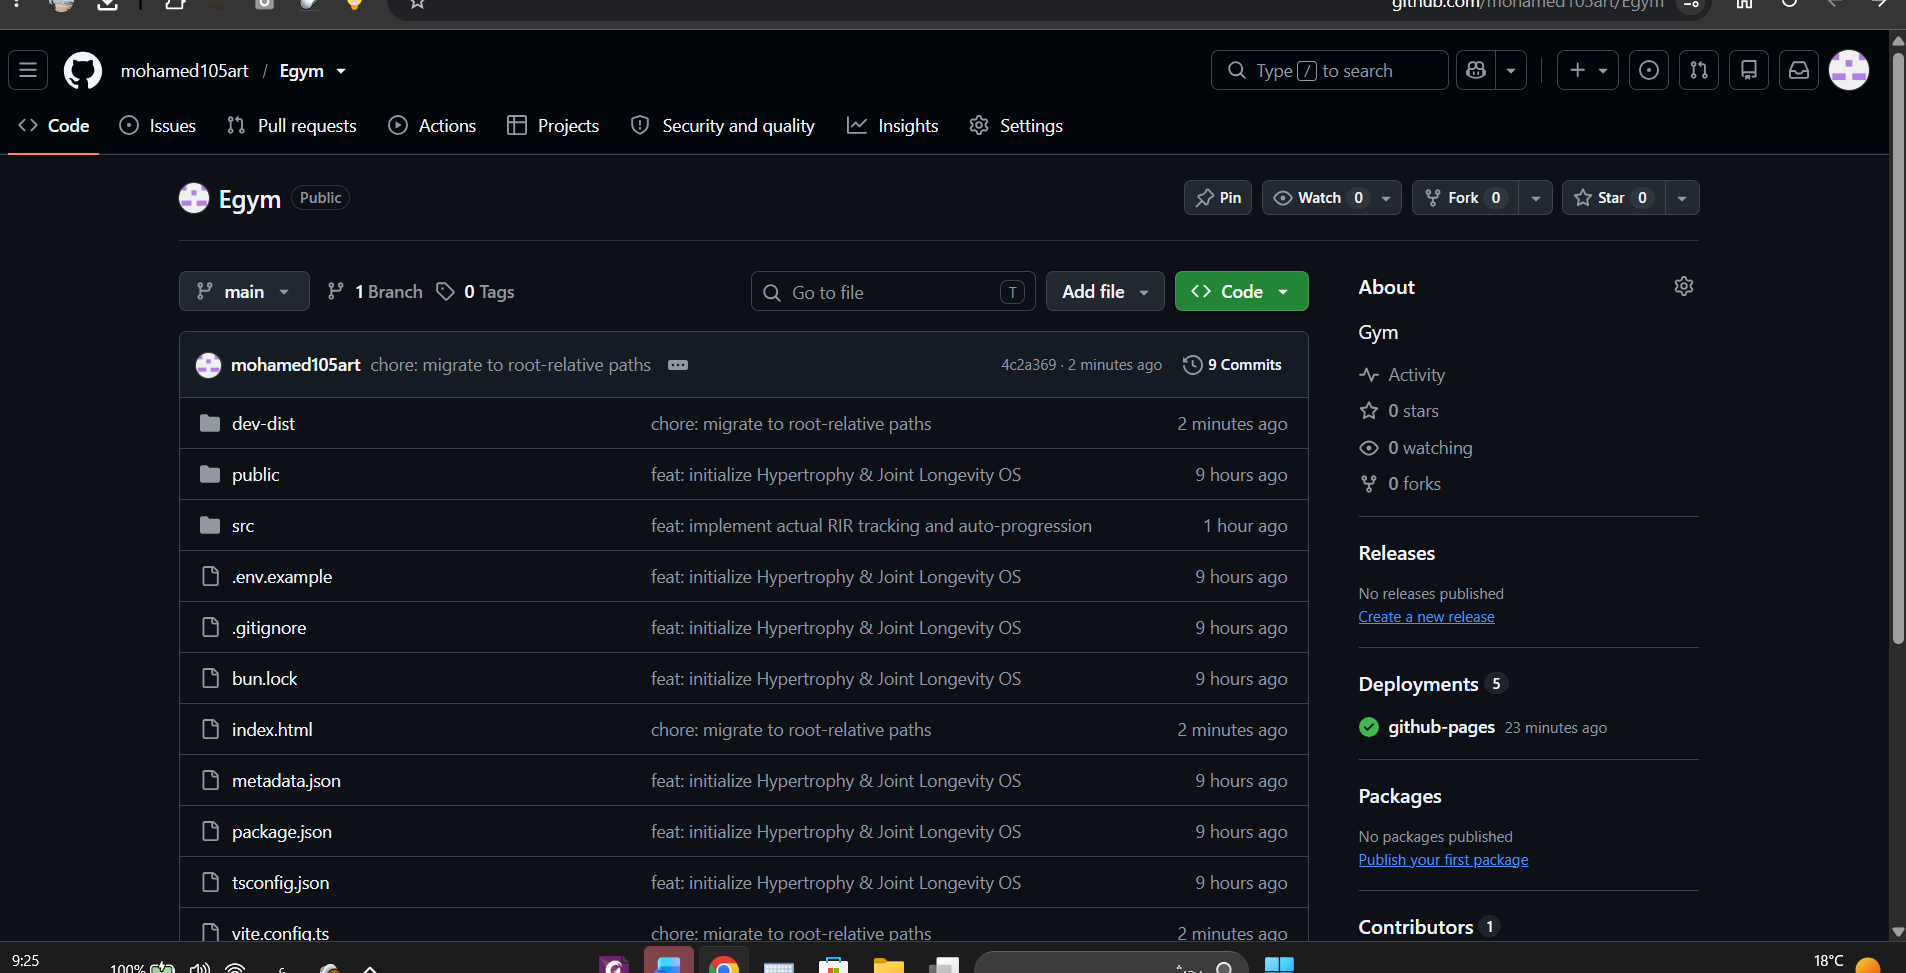 github.com/mohamed105art/Egym
mohamed105art / Egym
Type / to search
Code Issues Pull requests Actions Projects Security and quality Insights Settings
Egym Public
Pin Watch 0 Fork 0 Star 0
main 1 Branch 0 Tags Go to file T Add file Code
mohamed105art chore: migrate to root-relative paths 4c2a369 · 2 minutes ago 9 Commits
dev-dist chore: migrate to root-relative paths 2 minutes ago
public feat: initialize Hypertrophy & Joint Longevity OS 9 hours ago
src feat: implement actual RIR tracking and auto-progression 1 hour ago
.env.example feat: initialize Hypertrophy & Joint Longevity OS 9 hours ago
.gitignore feat: initialize Hypertrophy & Joint Longevity OS 9 hours ago
bun.lock feat: initialize Hypertrophy & Joint Longevity OS 9 hours ago
index.html chore: migrate to root-relative paths 2 minutes ago
metadata.json feat: initialize Hypertrophy & Joint Longevity OS 9 hours ago
package.json feat: initialize Hypertrophy & Joint Longevity OS 9 hours ago
tsconfig.json feat: initialize Hypertrophy & Joint Longevity OS 9 hours ago
vite.config.ts chore: migrate to root-relative paths 2 minutes ago
About
Gym
Activity
0 stars
0 watching
0 forks
Releases
No releases published
Create a new release
Deployments 5
github-pages 23 minutes ago
Packages
No packages published
Publish your first package
Contributors 1
9:25
100%
18°C